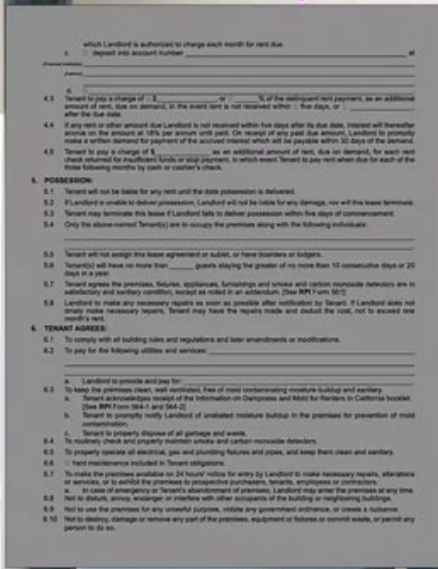 which Landlord is authorized to charge each month for rent due.
c. □ deposit into account number at
d. □
4.3 Tenant to pay a charge of □ $ , or □ % of the delinquent rent payment, as an additional
amount of rent, due on demand, in the event rent is not received within □ five days, or □
after the due date.
4.4 If any rent or other amount due Landlord is not received within five days after its due date, interest will thereafter
accrue on the amount at 18% per annum until paid. On receipt of any past due amount, Landlord to promptly
make a written demand for payment of the accrued interest which will be payable within 30 days of the demand.
4.5 Tenant to pay a charge of $ as an additional amount of rent, due on demand, for each rent
check returned for insufficient funds or stop payment, in which event Tenant to pay rent when due for each of the
three following months by cash or cashier's check.
5. POSSESSION:
5.1 Tenant will not be liable for any rent until the date possession is delivered.
5.2 If Landlord is unable to deliver possession, Landlord will not be liable for any damage, nor will this lease terminate.
5.3 Tenant may terminate this lease if Landlord fails to deliver possession within five days of commencement.
5.4 Only the above-named Tenant(s) are to occupy the premises along with the following individuals:
5.5 Tenant will not assign this lease agreement or sublet, or have boarders or lodgers.
5.6 Tenant(s) will have no more than guests staying the greater of no more than 10 consecutive days or 20
days in a year.
5.7 Tenant agrees the premises, fixtures, appliances, furnishings and smoke and carbon monoxide detectors are in
satisfactory and sanitary condition, except as noted in an addendum. [See RPI Form 561]
5.8 Landlord to make any necessary repairs as soon as possible after notification by Tenant. If Landlord does not
timely make necessary repairs, Tenant may have the repairs made and deduct the cost, not to exceed one
month's rent.
6. TENANT AGREES:
6.1 To comply with all building rules and regulations and later amendments or modifications.
6.2 To pay for the following utilities and services:
a. Landlord to provide and pay for:
6.3 To keep the premises clean, well ventilated, free of mold contaminating moisture buildup and sanitary.
a. Tenant acknowledges receipt of the Information on Dampness and Mold for Renters in California booklet.
[See RPI Form 564-1 and 564-2]
b. Tenant to promptly notify Landlord of unabated moisture buildup in the premises for prevention of mold
contamination.
c. Tenant to properly dispose of all garbage and waste.
6.4 To routinely check and properly maintain smoke and carbon monoxide detectors.
6.5 To properly operate all electrical, gas and plumbing fixtures and pipes, and keep them clean and sanitary.
6.6 □ Yard maintenance included in Tenant obligations.
6.7 To make the premises available on 24 hours' notice for entry by Landlord to make necessary repairs, alterations
or services, or to exhibit the premises to prospective purchasers, tenants, employees or contractors.
a. In case of emergency or Tenant's abandonment of premises, Landlord may enter the premises at any time.
6.8 Not to disturb, annoy, endanger or interfere with other occupants of the building or neighboring buildings.
6.9 Not to use the premises for any unlawful purpose, violate any government ordinance, or create a nuisance.
6.10 Not to destroy, damage or remove any part of the premises, equipment or fixtures or commit waste, or permit any
person to do so.